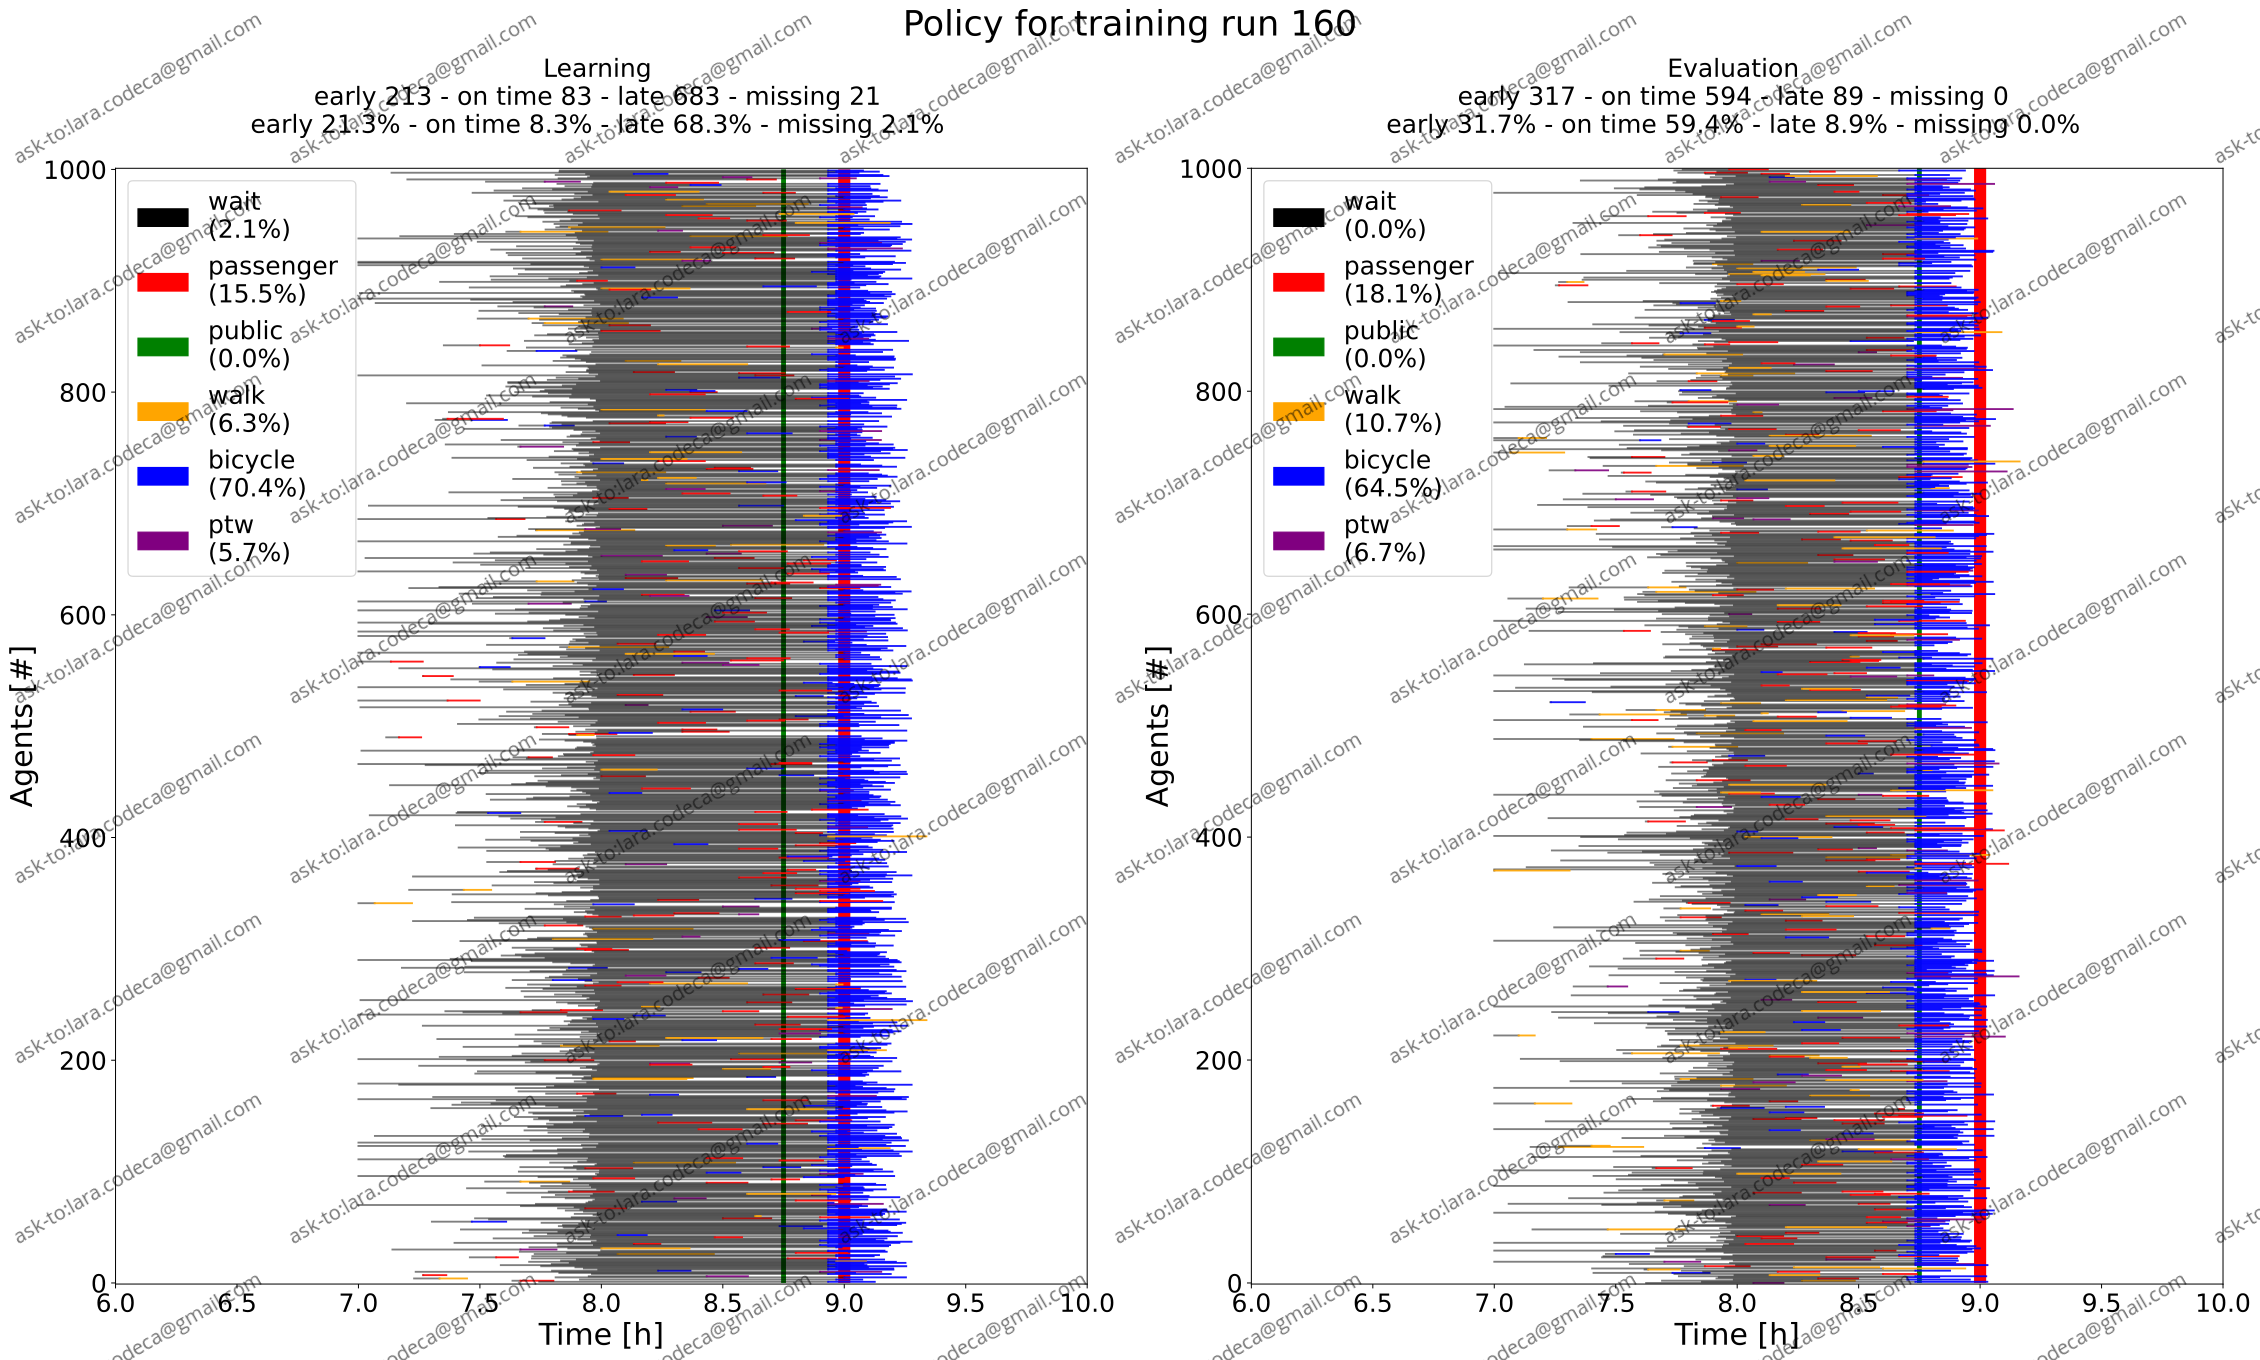 Policy for training run 160
Learning
early 213 - on time 83 - late 683 - missing 21
early 21.3% - on time 8.3% - late 68.3% - missing 2.1%
Agents [#]
1000
800
600
400
200
0
wait
(2.1%)
passenger
(15.5%)
public
(0.0%)
walk
(6.3%)
bicycle
(70.4%)
ptw
(5.7%)
6.0 6.5 7.0 7.5 8.0 8.5 9.0 9.5 10.0
Time [h]
Evaluation
early 317 - on time 594 - late 89 - missing 0
early 31.7% - on time 59.4% - late 8.9% - missing 0.0%
Agents [#]
1000
800
600
400
200
0
wait
(0.0%)
passenger
(18.1%)
public
(0.0%)
walk
(10.7%)
bicycle
(64.5%)
ptw
(6.7%)
6.0 6.5 7.0 7.5 8.0 8.5 9.0 9.5 10.0
Time [h]
ask-to:lara.codeca@gmail.com